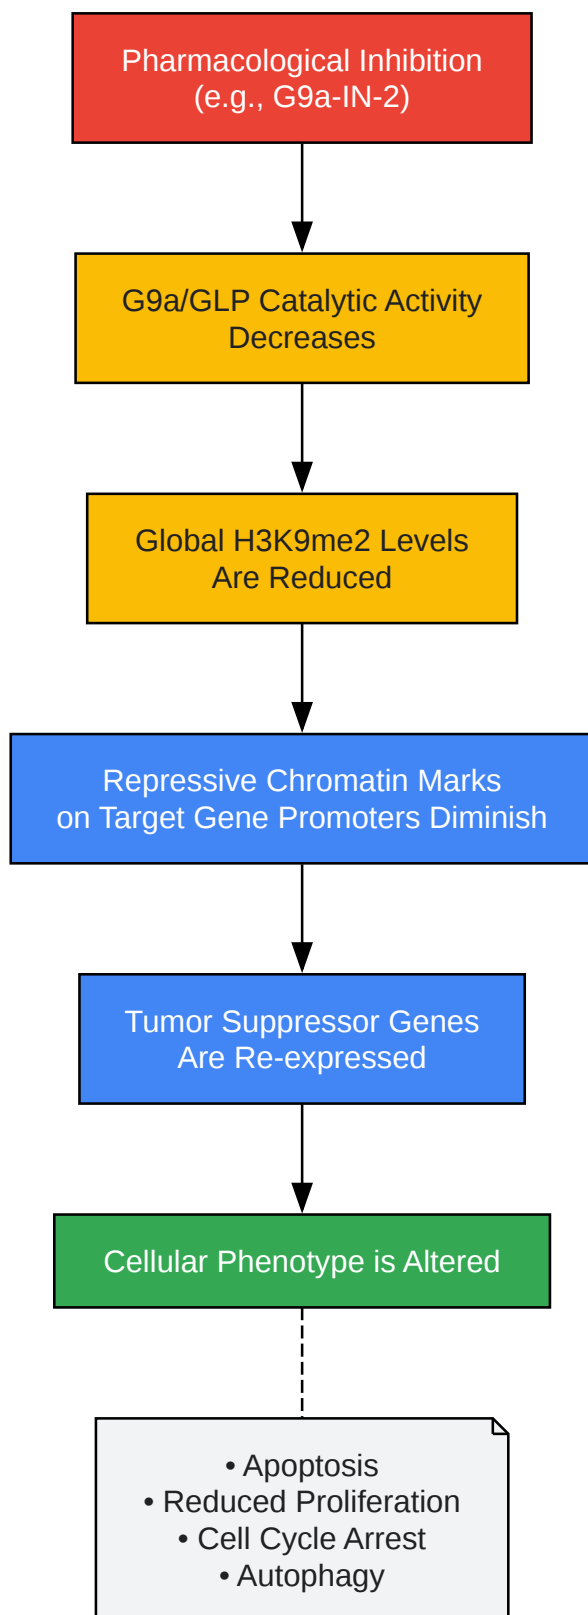 Pharmacological Inhibition
(e.g., G9a-IN-2)
G9a/GLP Catalytic Activity
Decreases
Global H3K9me2 Levels
Are Reduced
Repressive Chromatin Marks
on Target Gene Promoters Diminish
Tumor Suppressor Genes
Are Re-expressed
Cellular Phenotype is Altered
• Apoptosis
• Reduced Proliferation
• Cell Cycle Arrest
• Autophagy